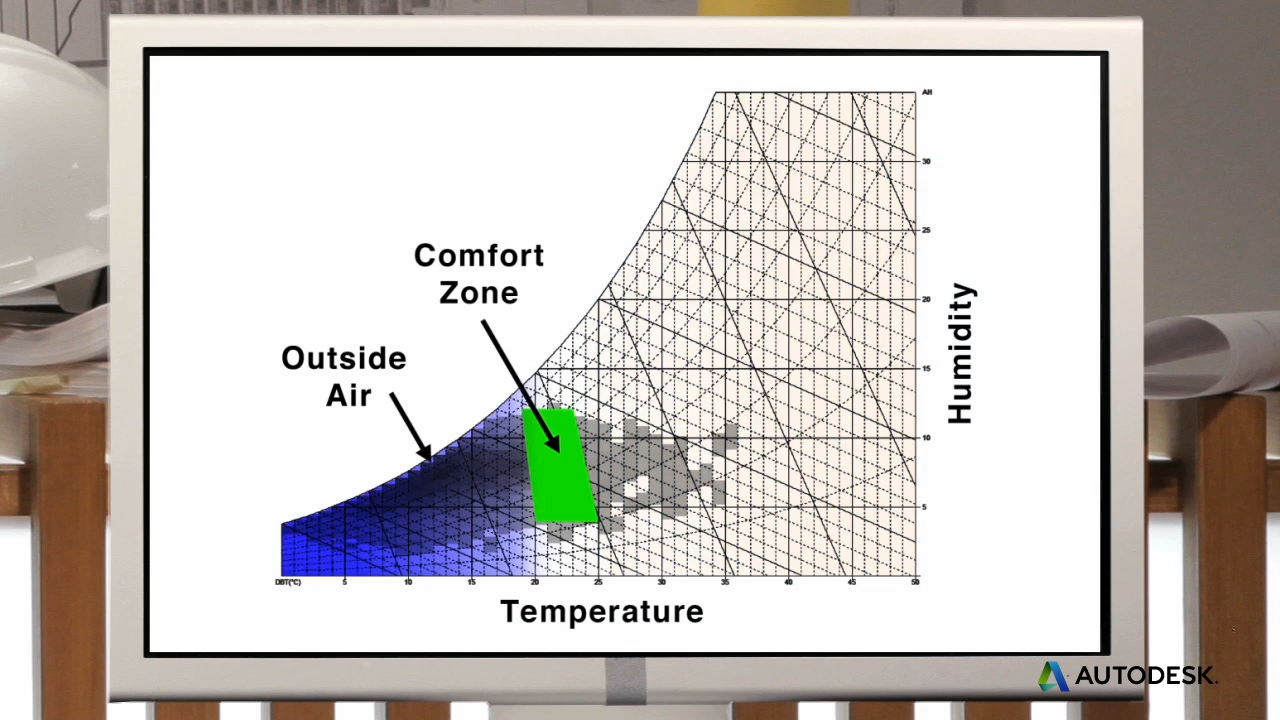 AH
30
25
20
15
10
5
Comfort
Zone
Outside
Air
Humidity
DBT(°C) 5 10 15 20 25 30 35 40 45 50
Temperature
AUTODESK.